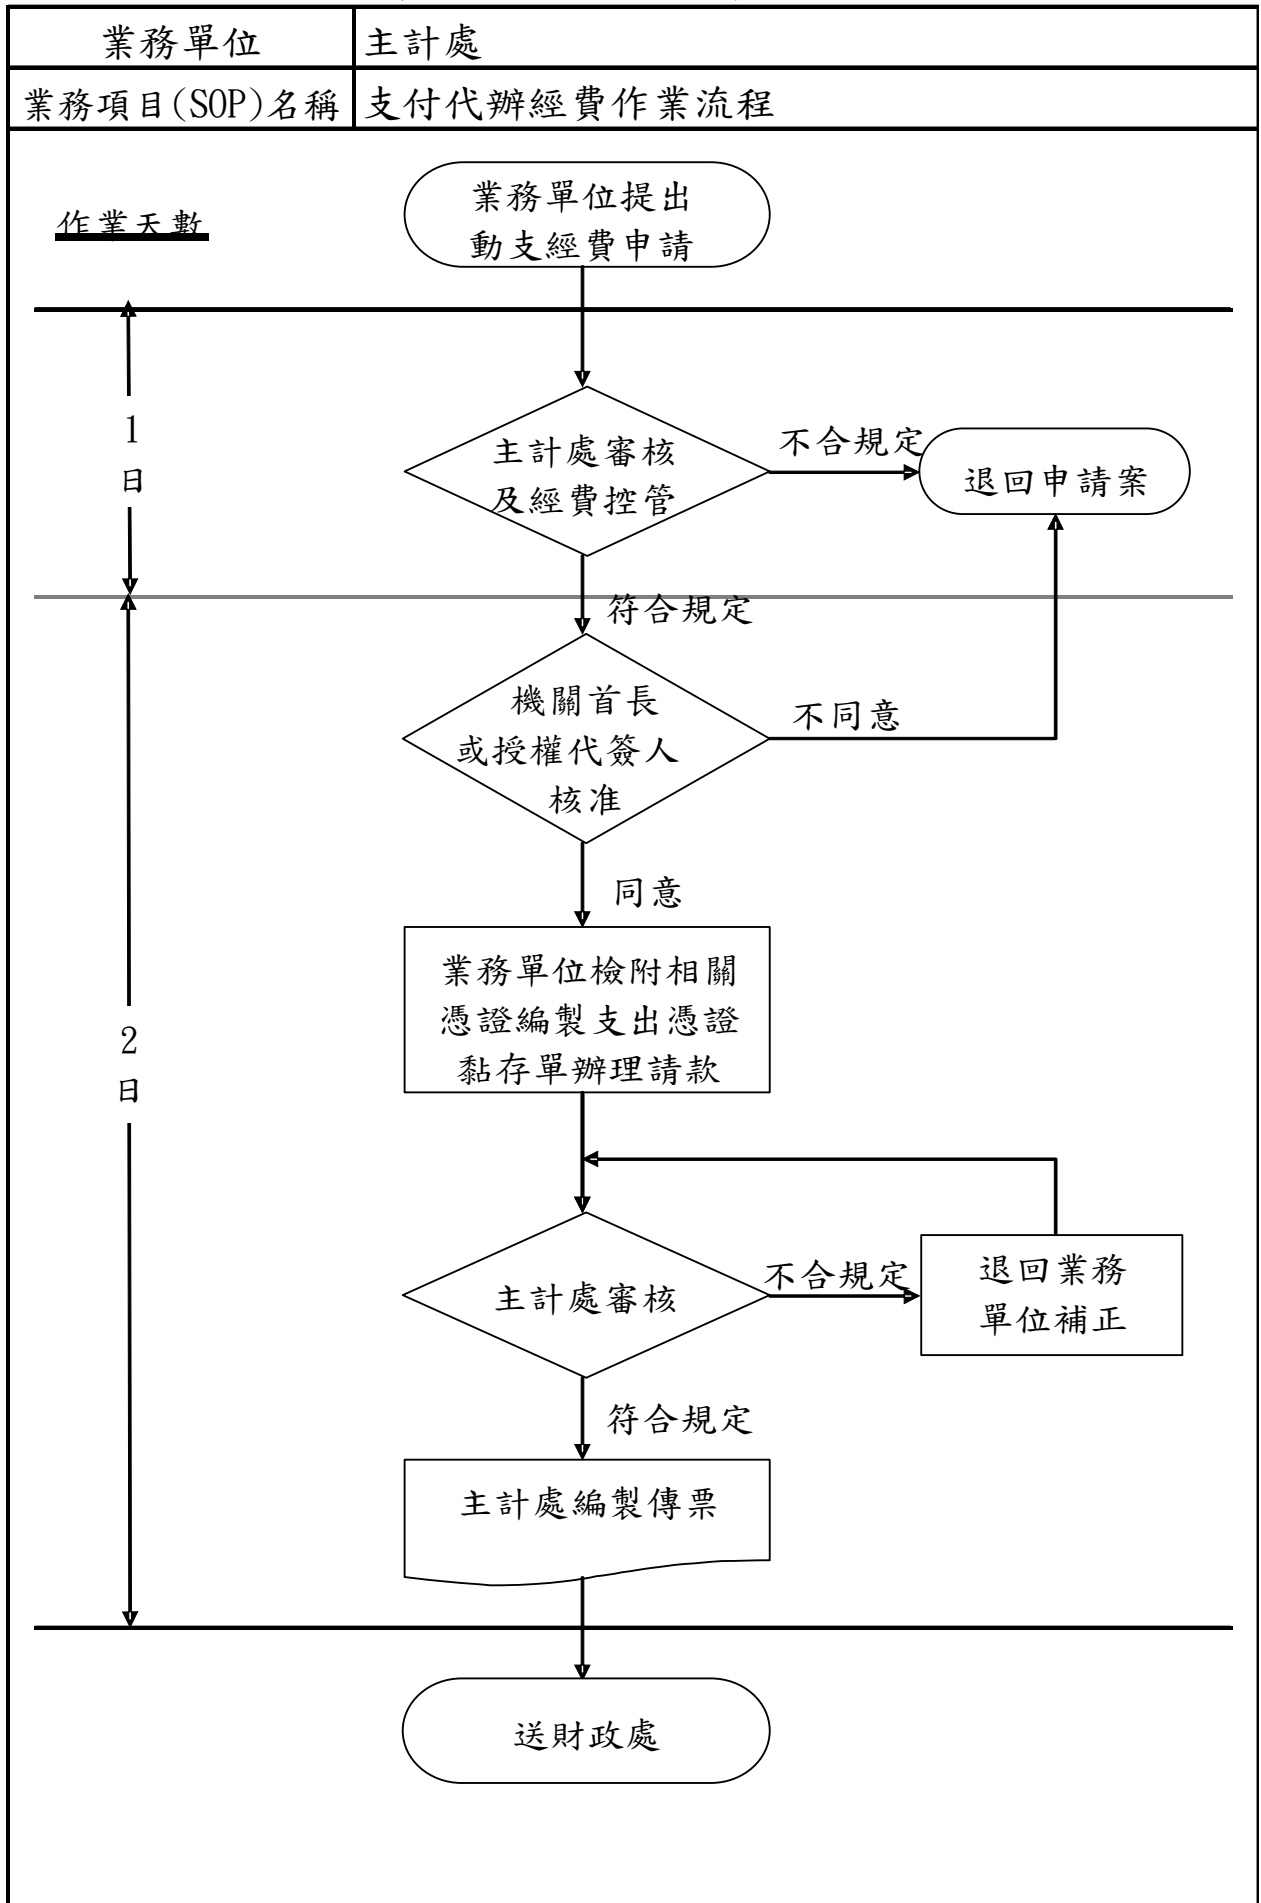 業務單位
主計處
業務項目(SOP)名稱
支付代辦經費作業流程
作業天數
業務單位提出
動支經費申請
1
日
主計處審核
及經費控管
不合規定
退回申請案
符合規定
機關首長
或授權代簽人
核准
不同意
同意
業務單位檢附相關
憑證編製支出憑證
黏存單辦理請款
2
日
主計處審核
不合規定
退回業務
單位補正
符合規定
主計處編製傳票
送財政處